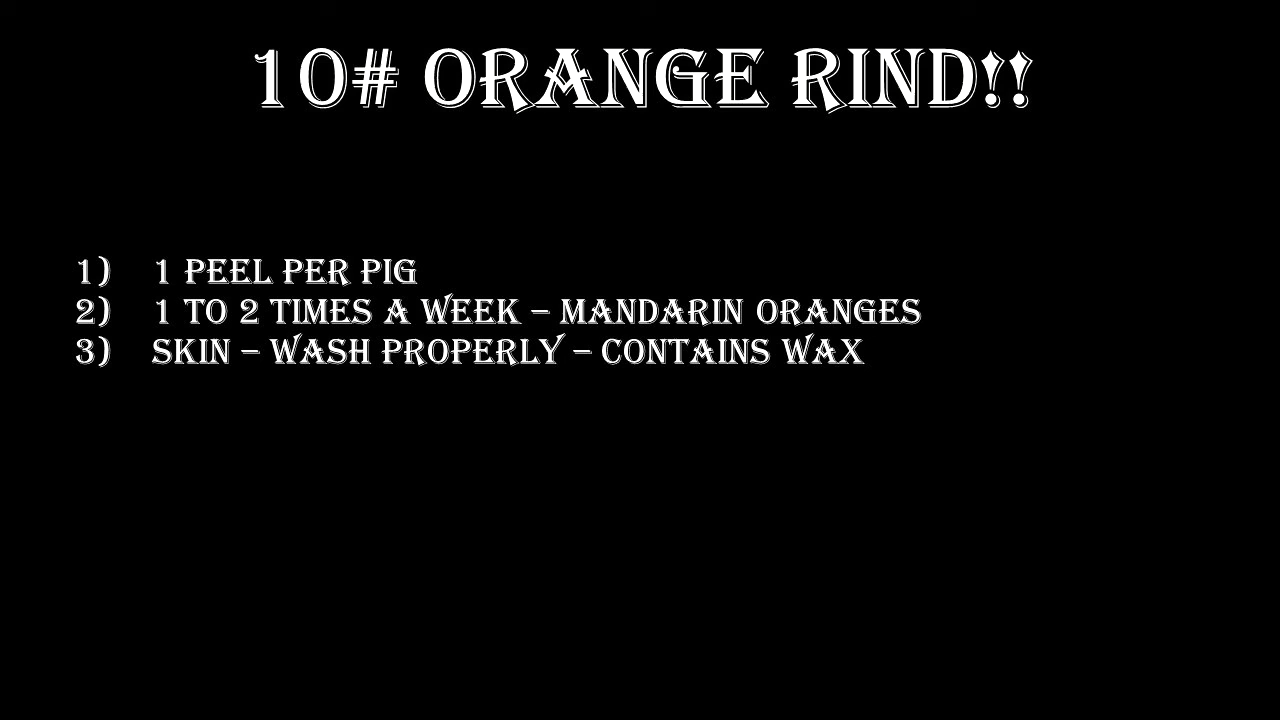 10# ORANGE RIND!!
1) 1 PEEL PER PIG
2) 1 TO 2 TIMES A WEEK – MANDARIN ORANGES
3) SKIN – WASH PROPERLY – CONTAINS WAX